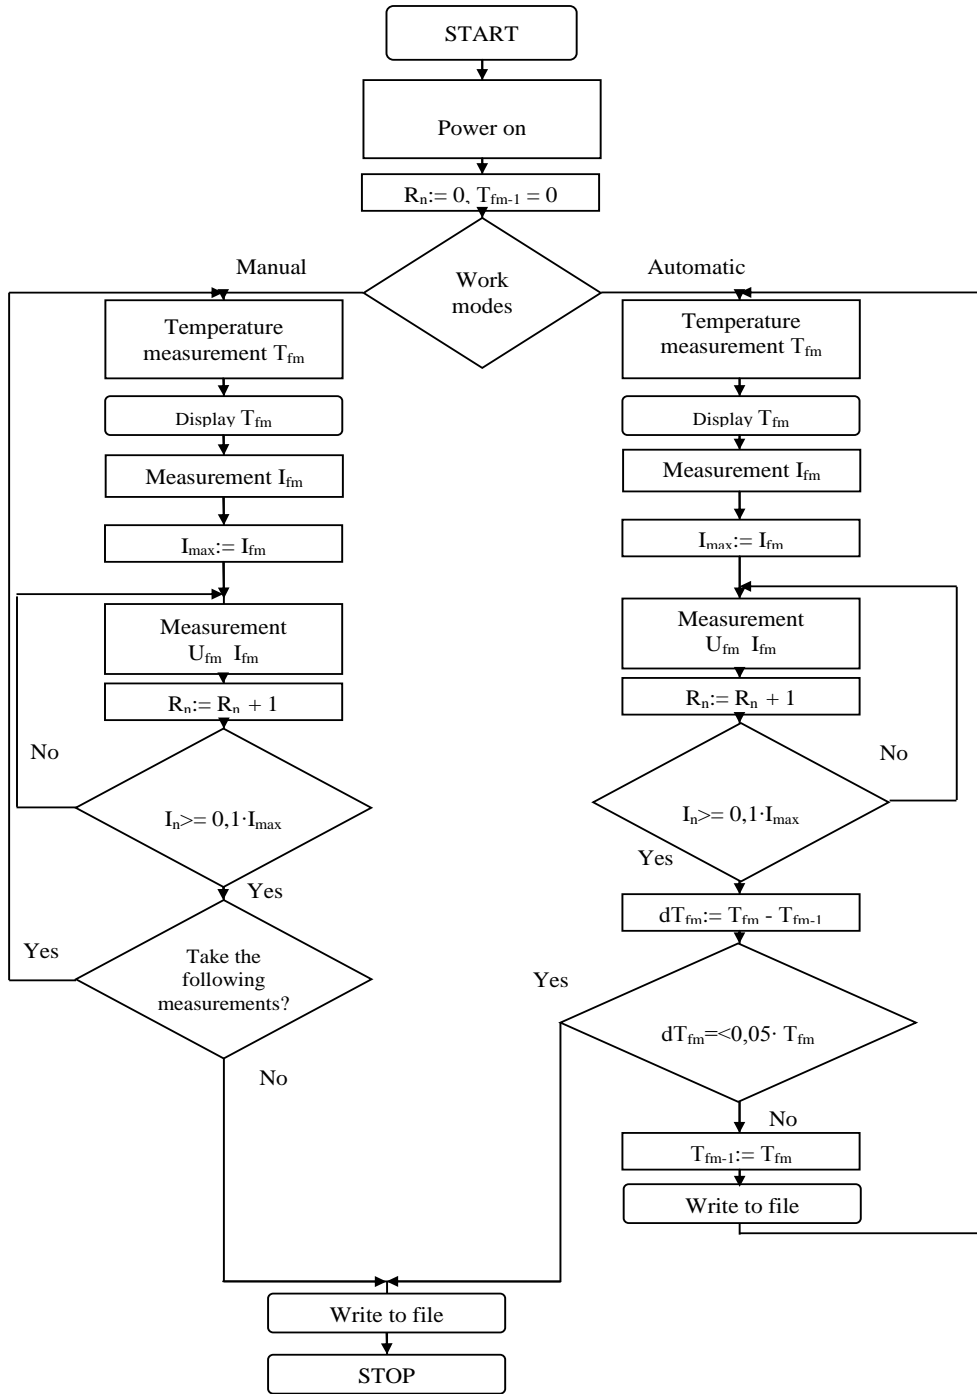 START
Power on
Rn:= 0, Tfm-1 = 0
Work
modes
Manual
Temperature
measurement Tfm
Display Tfm
Measurement Ifm
Imax:= Ifm
Measurement
Ufm Ifm
Rn:= Rn + 1
No
In>= 0,1·Imax
Yes
Yes
Take the
following
measurements?
No
Automatic
Temperature
measurement Tfm
Display Tfm
Measurement Ifm
Imax:= Ifm
Measurement
Ufm Ifm
Rn:= Rn + 1
No
In>= 0,1·Imax
Yes
dTfm:= Tfm - Tfm-1
Yes
dTfm=<0,05· Tfm
No
Tfm-1:= Tfm
Write to file
Write to file
STOP